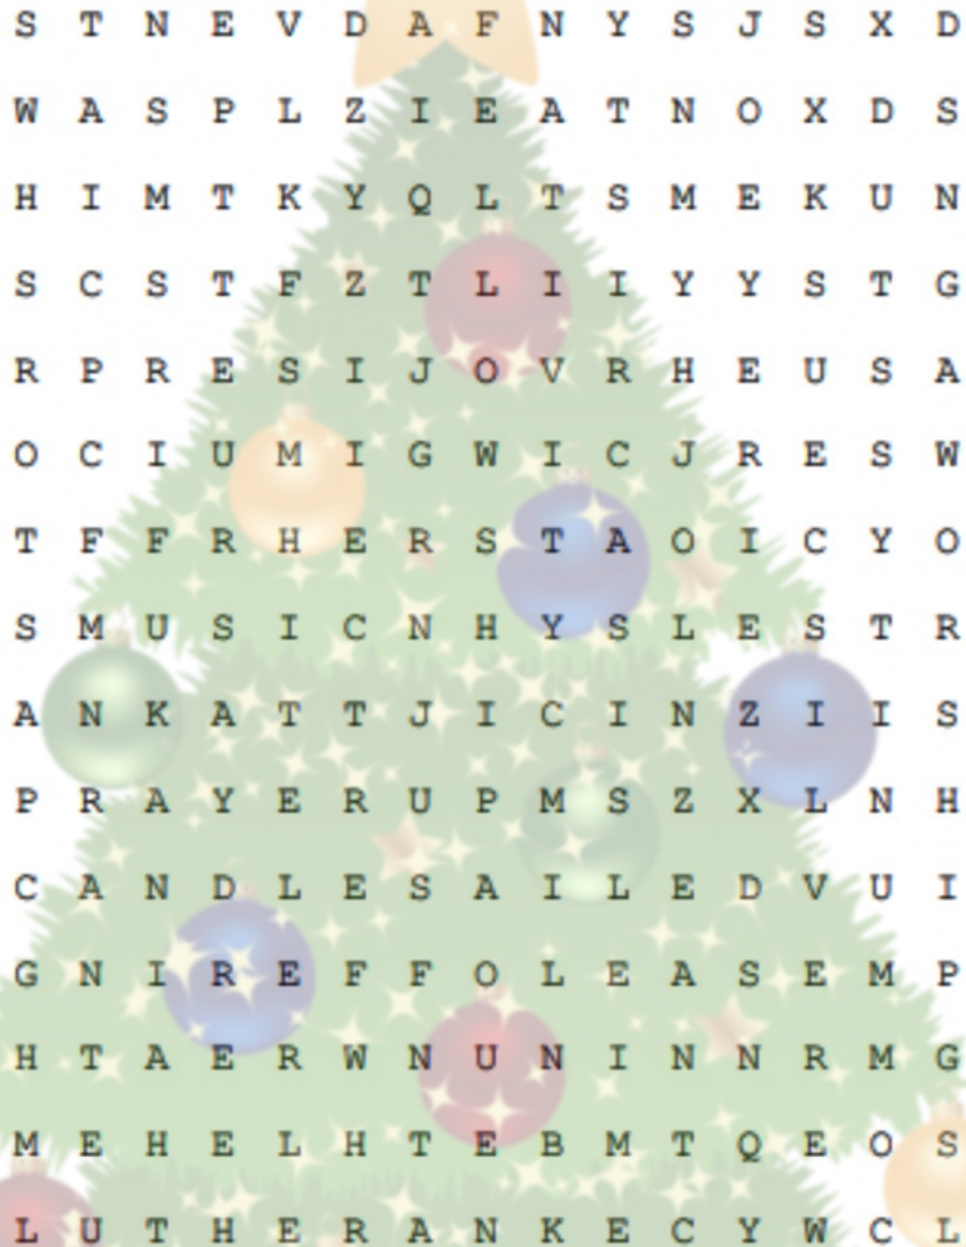 S T N E V D A F N Y S J S X D
W A S P L Z I E A T N O X D S
H I M T K Y Q L T S M E K U N
S C S T F Z T L I I Y Y S T G
R P R E S I J O V R H E U S A
O C I U M I G W I C J R E S W
T F F R H E R S T A O I C Y O
S M U S I C N H Y S L E S T R
A N K A T T J I C I N Z I I S
P R A Y E R U P M S Z X L N H
C A N D L E S A I L E D V U I
G N I R E F F O L E A S E M P
H T A E R W N U N I N N R M G
M E H E L H T E B M T Q E O S
L U T H E R A N K E C Y W C L